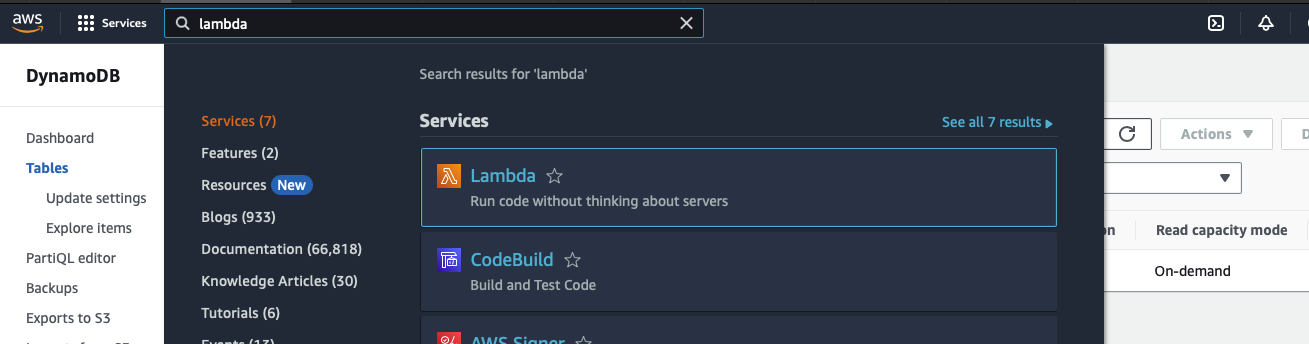 aws
Services
lambda
DynamoDB
Dashboard
Tables
Update settings
Explore items
PartiQL editor
Backups
Exports to S3
Search results for 'lambda'
Services (7)
Features (2)
Resources New
Blogs (933)
Documentation (66,818)
Knowledge Articles (30)
Tutorials (6)
Events (13)
Services
See all 7 results
Lambda
Run code without thinking about servers
CodeBuild
Build and Test Code
AWS Signer
Actions
D
on
Read capacity mode
On-demand